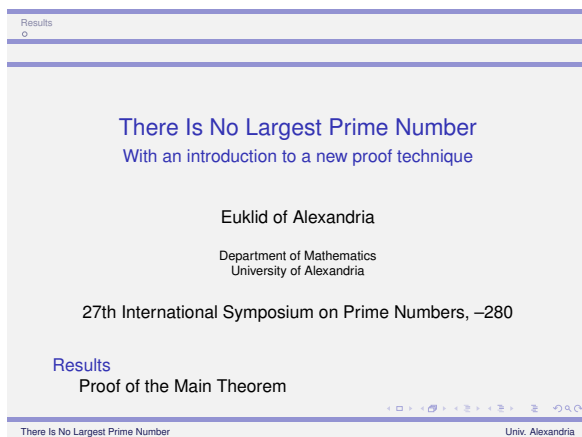 Results
There Is No Largest Prime Number
With an introduction to a new proof technique
Euklid of Alexandria
Department of Mathematics
University of Alexandria
27th International Symposium on Prime Numbers, –280
Results
Proof of the Main Theorem
There Is No Largest Prime Number
Univ. Alexandria